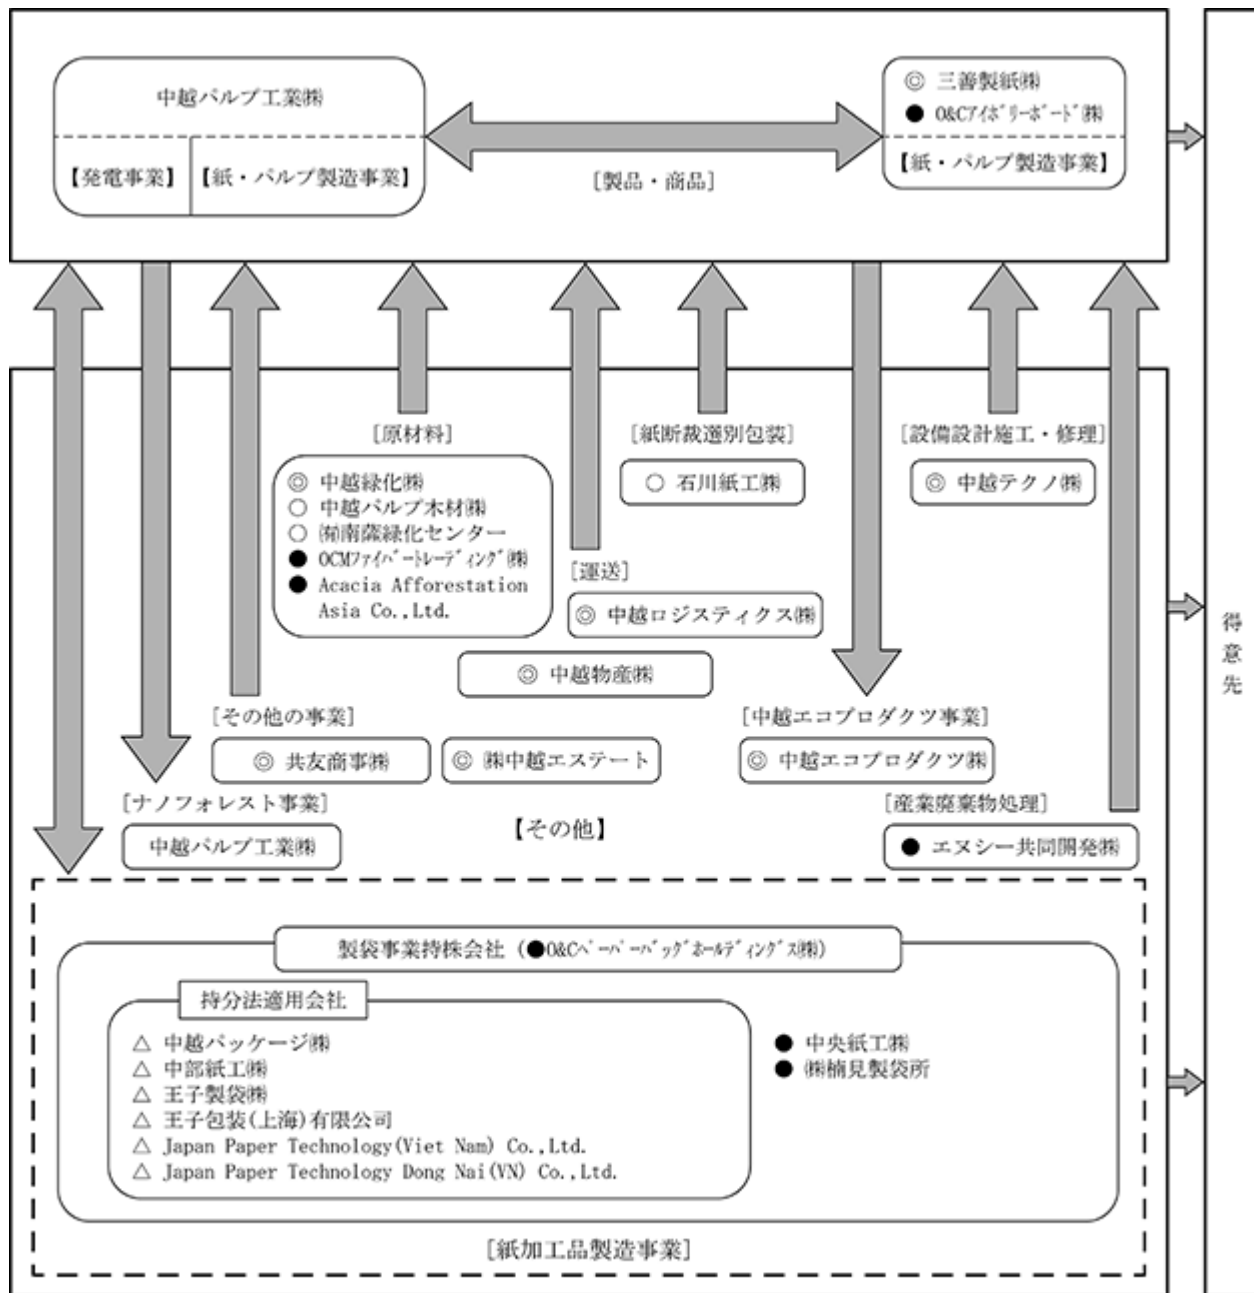 中越パルプ工業㈱
【発電事業】
【紙・パルプ製造事業】
[製品・商品]
◎ 三善製紙㈱
● O&Cｱｲﾎﾞﾘｰﾎﾞｰﾄﾞ㈱
【紙・パルプ製造事業】
得意先
[原材料]
◎ 中越緑化㈱
○ 中越パルプ木材㈱
○ ㈲南薩緑化センター
● OCMﾌｧｲﾊﾞｰﾄﾚｰﾃﾞｨﾝｸﾞ㈱
● Acacia Afforestation
Asia Co.,Ltd.
[紙断裁選別包装]
○ 石川紙工㈱
[設備設計施工・修理]
◎ 中越テクノ㈱
[運送]
◎ 中越ロジスティクス㈱
◎ 中越物産㈱
[その他の事業]
◎ 共友商事㈱
◎ ㈱中越エステート
[中越エコプロダクツ事業]
◎ 中越エコプロダクツ㈱
[ナノフォレスト事業]
中越パルプ工業㈱
【その他】
[産業廃棄物処理]
● エヌシー共同開発㈱
製袋事業持株会社（●O&Cﾍﾟｰﾊﾟｰﾊﾞｯｸﾞﾎｰﾙﾃﾞｨﾝｸﾞｽ㈱）
持分法適用会社
△ 中越パッケージ㈱
△ 中部紙工㈱
△ 王子製袋㈱
△ 王子包装(上海)有限公司
△ Japan Paper Technology(Viet Nam) Co.,Ltd.
△ Japan Paper Technology Dong Nai(VN) Co.,Ltd.
● 中央紙工㈱
● ㈱楠見製袋所
[紙加工品製造事業]